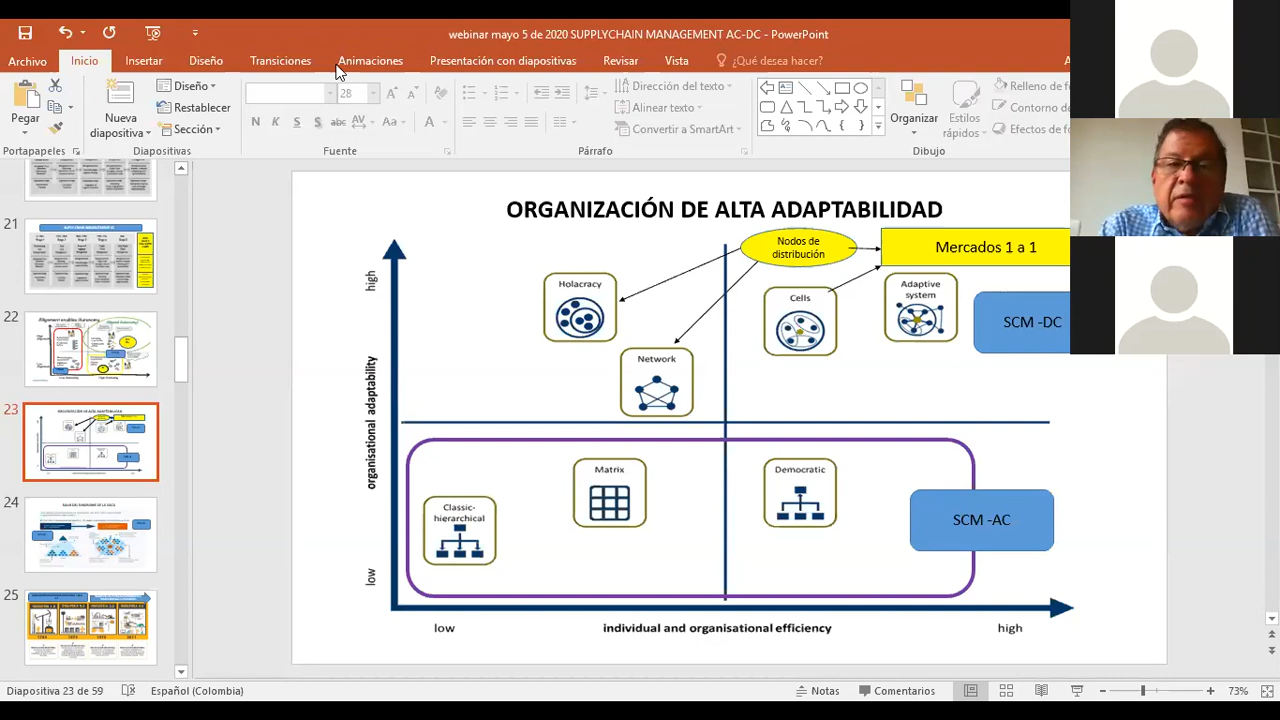 webinar mayo 5 de 2020 SUPPLYCHAIN MANAGEMENT AC-DC - PowerPoint
Archivo Inicio Insertar Diseño Transiciones Animaciones Presentación con diapositivas Revisar Vista ¿Qué desea hacer?
Pegar
Nueva diapositiva
Diseño
Restablecer
Sección
28
N K S S abc AV Aa A
Dirección del texto
Alinear texto
Convertir a SmartArt
Organizar
Estilos rápidos
Relleno de
Contorno de
Efectos de fo
Portapapeles Diapositivas Fuente Párrafo Dibujo
21
22
23
24
25
ORGANIZACIÓN DE ALTA ADAPTABILIDAD
Nodos de
distribución
Mercados 1 a 1
high
organisational adaptability
low
Holacracy
Cells
Adaptive
system
SCM -DC
Network
Matrix
Democratic
Classic-
hierarchical
SCM -AC
low individual and organisational efficiency high
Diapositiva 23 de 59 Español (Colombia) Notas Comentarios 73%